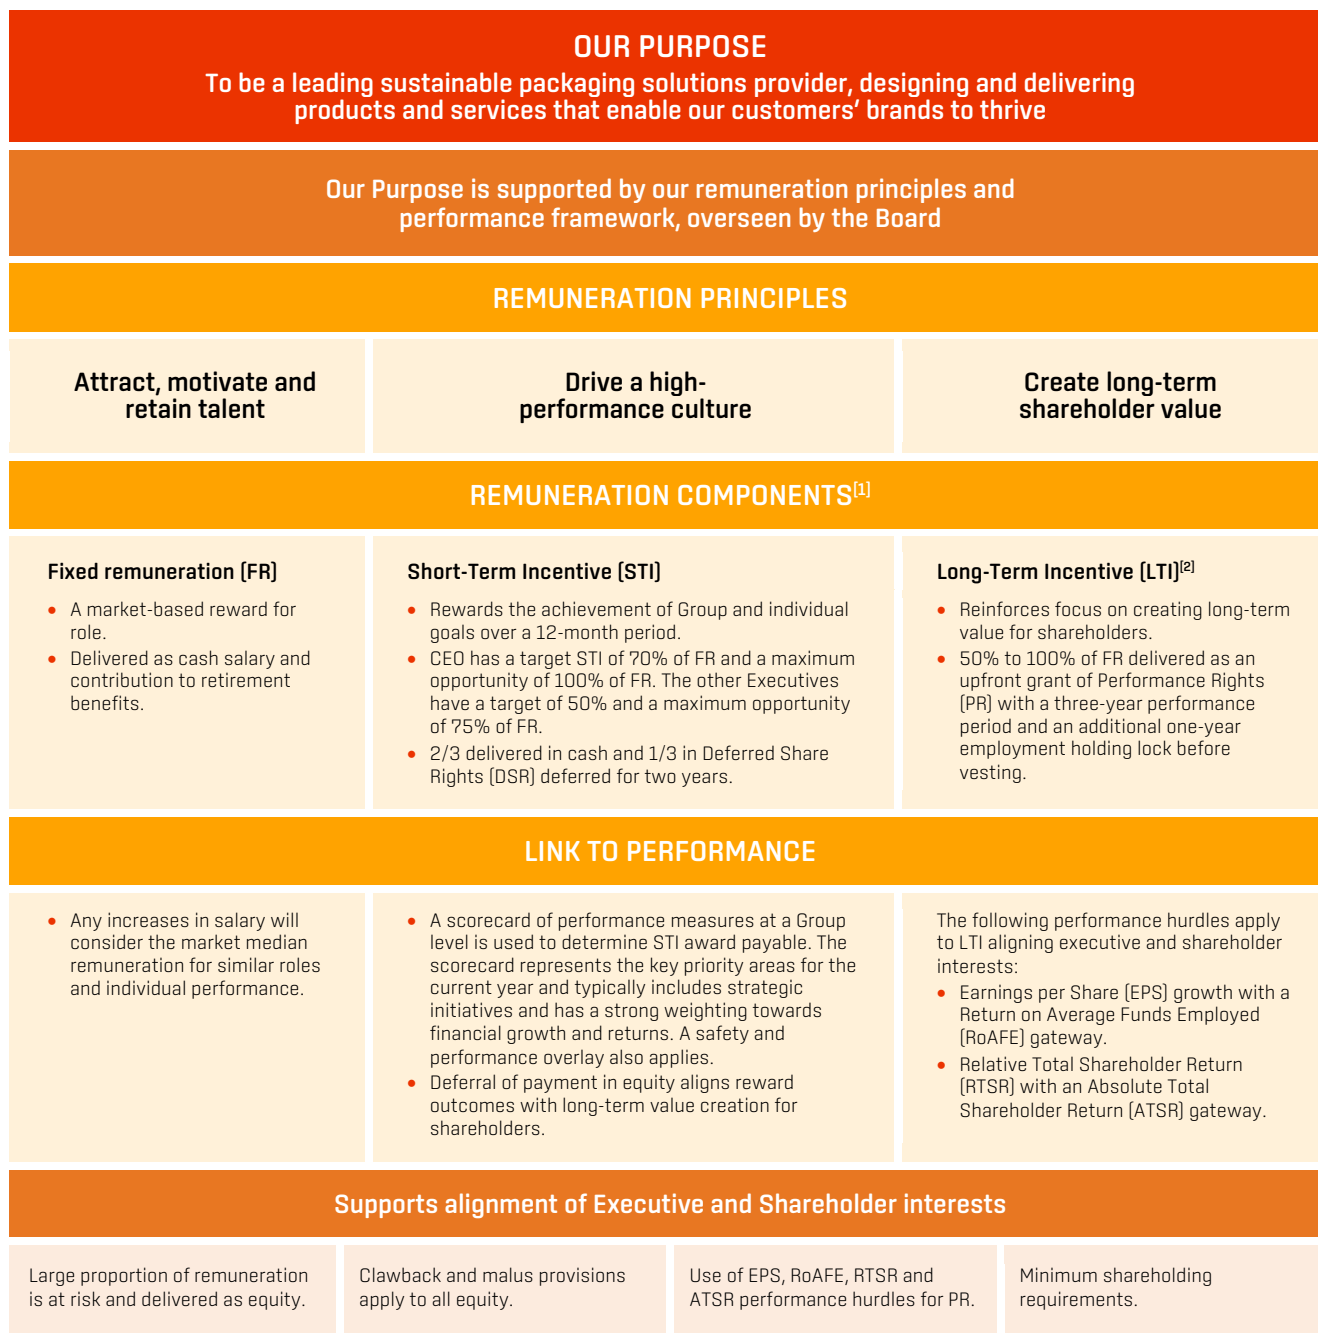 OUR PURPOSE
To be a leading sustainable packaging solutions provider, designing and delivering
products and services that enable our customers’ brands to thrive
Our Purpose is supported by our remuneration principles and
performance framework, overseen by the Board
REMUNERATION PRINCIPLES
Attract, motivate and
retain talent
Drive a high-
performance culture
Create long-term
shareholder value
REMUNERATION COMPONENTS[1]
Fixed remuneration (FR)
• A market-based reward for
role.
• Delivered as cash salary and
contribution to retirement
benefits.
Short-Term Incentive (STI)
• Rewards the achievement of Group and individual
goals over a 12-month period.
• CEO has a target STI of 70% of FR and a maximum
opportunity of 100% of FR. The other Executives
have a target of 50% and a maximum opportunity
of 75% of FR.
• 2/3 delivered in cash and 1/3 in Deferred Share
Rights (DSR) deferred for two years.
Long-Term Incentive (LTI)[2]
• Reinforces focus on creating long-term
value for shareholders.
• 50% to 100% of FR delivered as an
upfront grant of Performance Rights
(PR) with a three-year performance
period and an additional one-year
employment holding lock before
vesting.
LINK TO PERFORMANCE
• Any increases in salary will
consider the market median
remuneration for similar roles
and individual performance.
• A scorecard of performance measures at a Group
level is used to determine STI award payable. The
scorecard represents the key priority areas for the
current year and typically includes strategic
initiatives and has a strong weighting towards
financial growth and returns. A safety and
performance overlay also applies.
• Deferral of payment in equity aligns reward
outcomes with long-term value creation for
shareholders.
The following performance hurdles apply
to LTI aligning executive and shareholder
interests:
• Earnings per Share (EPS) growth with a
Return on Average Funds Employed
(RoAFE) gateway.
• Relative Total Shareholder Return
(RTSR) with an Absolute Total
Shareholder Return (ATSR) gateway.
Supports alignment of Executive and Shareholder interests
Large proportion of remuneration
is at risk and delivered as equity.
Clawback and malus provisions
apply to all equity.
Use of EPS, RoAFE, RTSR and
ATSR performance hurdles for PR.
Minimum shareholding
requirements.